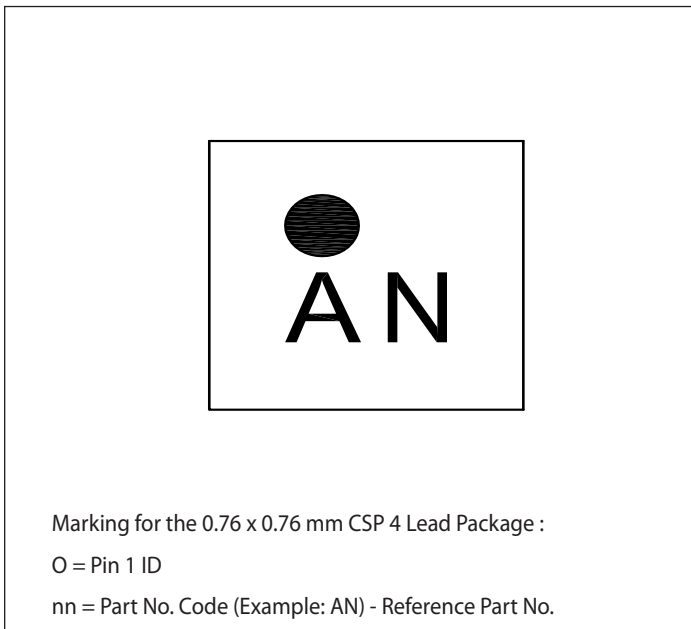 AN
Marking for the 0.76 x 0.76 mm CSP 4 Lead Package :
O = Pin 1 ID
nn = Part No. Code (Example: AN) - Reference Part No.